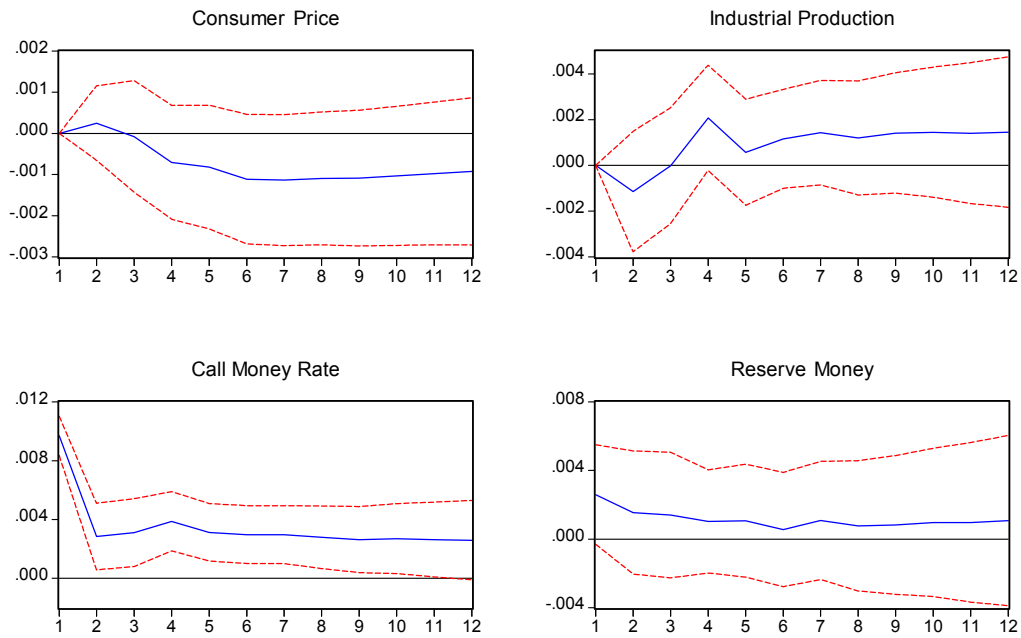 Consumer Price
.002
.001
.000
-.001
-.002
-.003
1 2 3 4 5 6 7 8 9 10 11 12
Industrial Production
.004
.002
.000
-.002
-.004
1 2 3 4 5 6 7 8 9 10 11 12
Call Money Rate
.012
.008
.004
.000
1 2 3 4 5 6 7 8 9 10 11 12
Reserve Money
.008
.004
.000
-.004
1 2 3 4 5 6 7 8 9 10 11 12